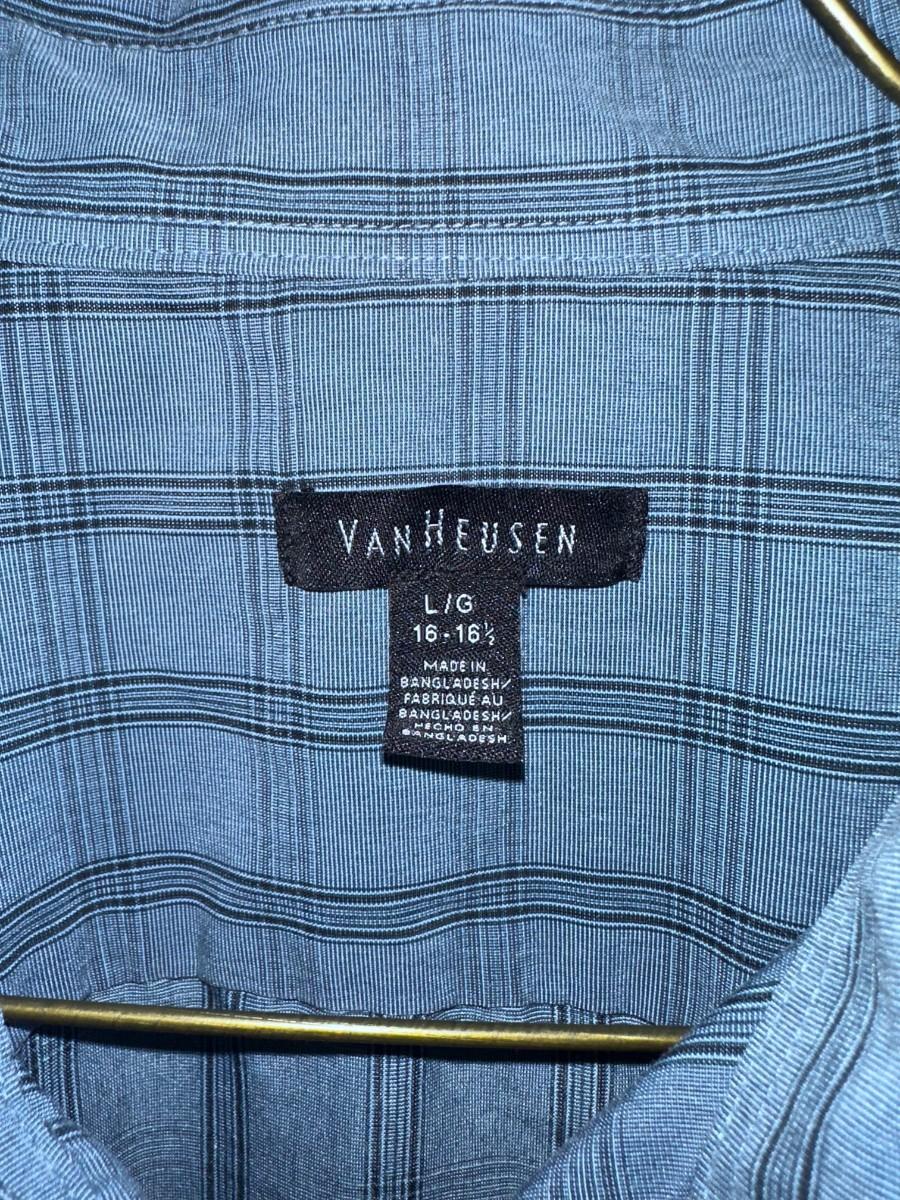 VANHEUSEN
L/G
16-16½
MADE IN
BANGLADESH/
FABRIQUÉ AU
BANGLADESH/
HECHO EN
BANGLADESH